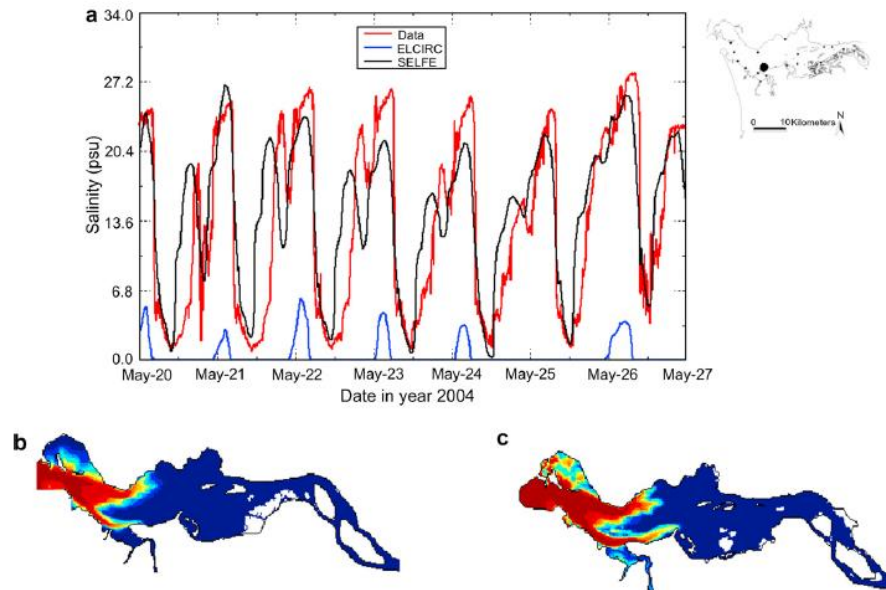 a
34.0
27.2
20.4
13.6
6.8
0.0
Salinity (psu)
Data
ELCIRC
SELFE
May-20 May-21 May-22 May-23 May-24 May-25 May-26 May-27
Date in year 2004
0 10 Kilometers
N
b
c